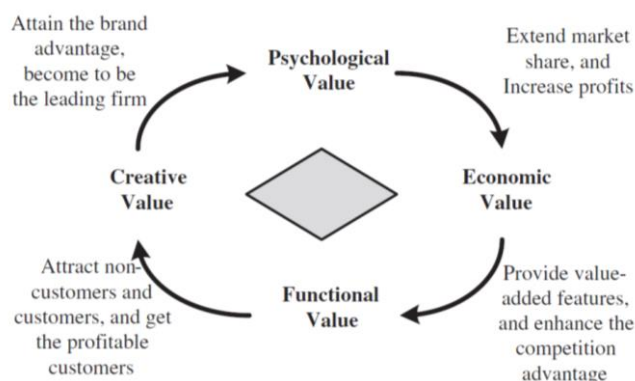 Attain the brand
advantage,
become to be
the leading firm
Psychological
Value
Extend market
share, and
Increase profits
Creative
Value
Economic
Value
Attract non-
customers and
customers, and get
the profitable
customers
Functional
Value
Provide value-
added features,
and enhance the
competition
advantage